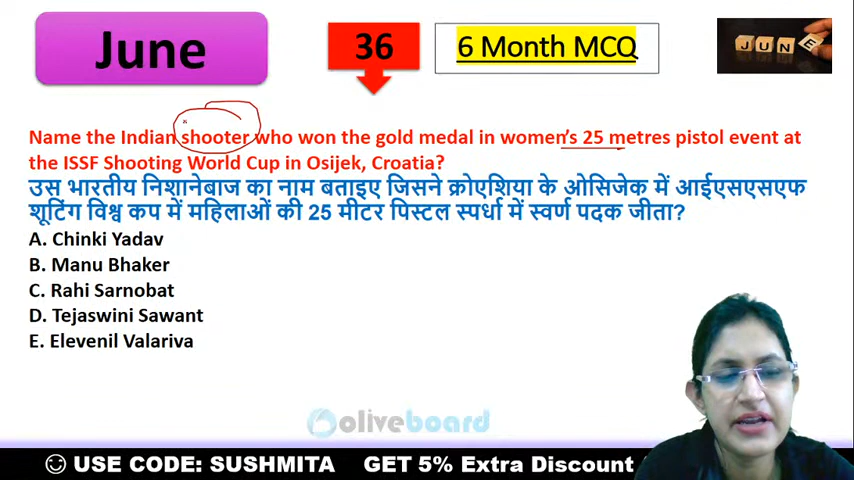 June
36
6 Month MCQ
JUNE
Name the Indian shooter who won the gold medal in women's 25 metres pistol event at
the ISSF Shooting World Cup in Osijek, Croatia?
उस भारतीय निशानेबाज का नाम बताइए जिसने क्रोएशिया के ओसिजेक में आईएसएसएफ
शूटिंग विश्व कप में महिलाओं की 25 मीटर पिस्टल स्पर्धा में स्वर्ण पदक जीता?
A. Chinki Yadav
B. Manu Bhaker
C. Rahi Sarnobat
D. Tejaswini Sawant
E. Elevenil Valariva
oliveboard
USE CODE: SUSHMITA GET 5% Extra Discount